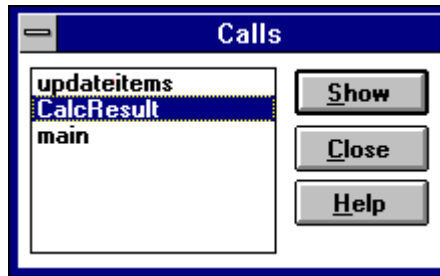 Calls
updateitems
CalcResult
main
Show
Close
Help